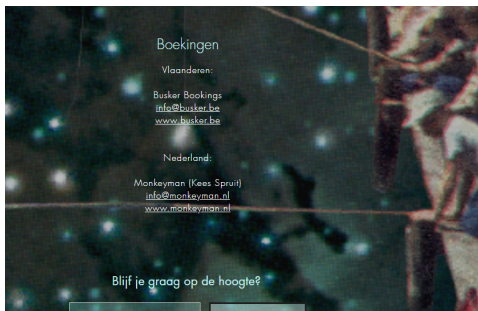 Boekingen
Vlaanderen:
Busker Bookings
info@busker.be
www.busker.be
Nederland:
Monkeyman (Kees Spruit)
info@monkeyman.nl
www.monkeyman.nl
Blijf je graag op de hoogte?